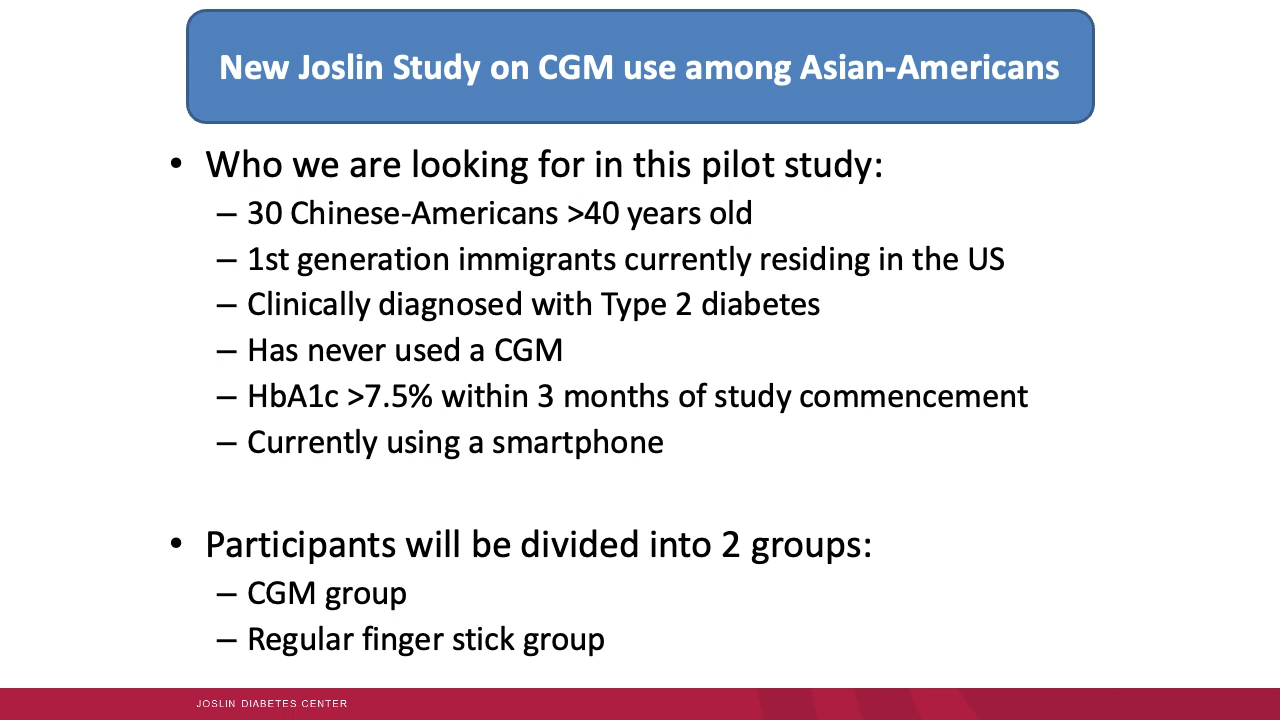 New Joslin Study on CGM use among Asian-Americans
• Who we are looking for in this pilot study:
– 30 Chinese-Americans >40 years old
– 1st generation immigrants currently residing in the US
– Clinically diagnosed with Type 2 diabetes
– Has never used a CGM
– HbA1c >7.5% within 3 months of study commencement
– Currently using a smartphone
• Participants will be divided into 2 groups:
– CGM group
– Regular finger stick group
JOSLIN DIABETES CENTER